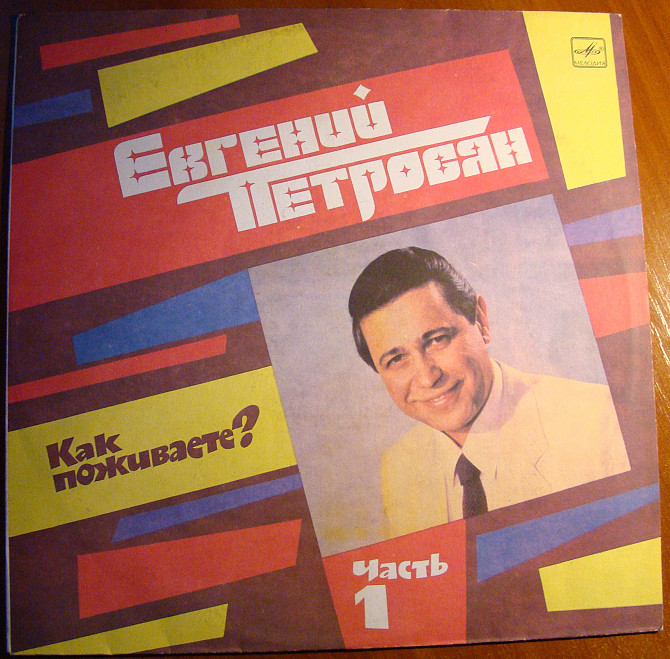 МЕЛОДИЯ
Евгений
Петросян
Как
поживаете?
Часть
1